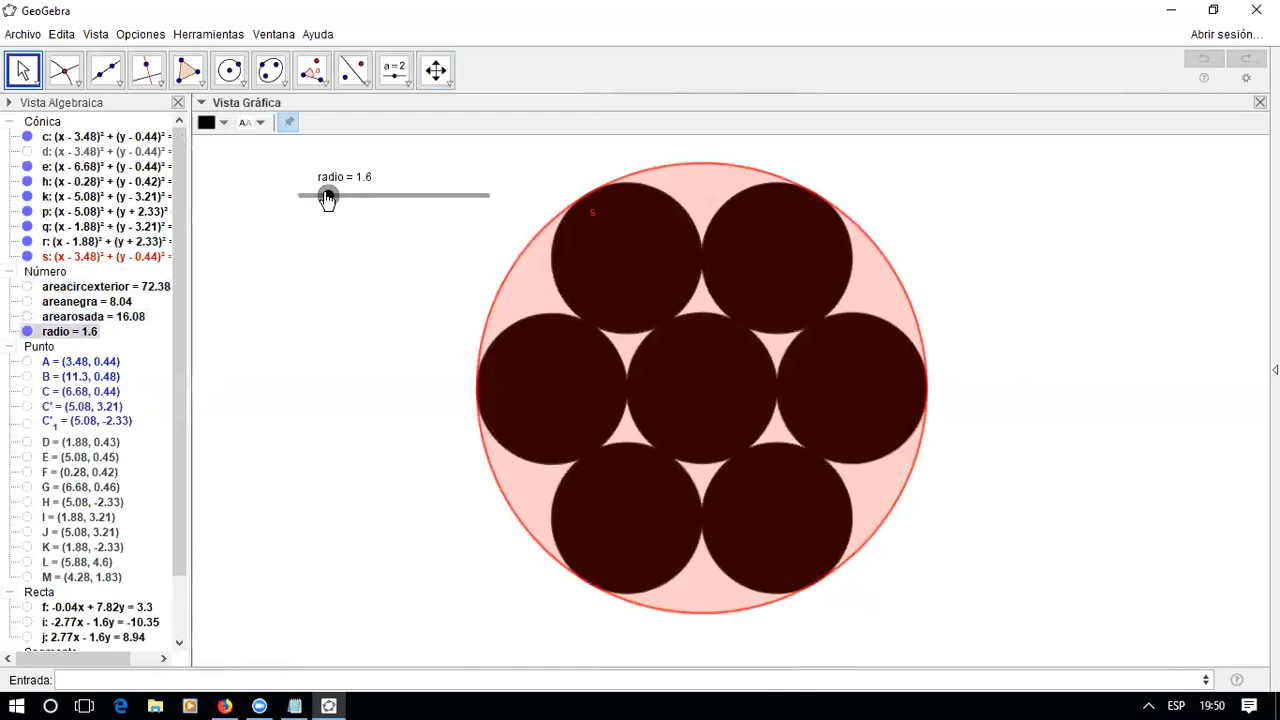 GeoGebra
Archivo Edita Vista Opciones Herramientas Ventana Ayuda
Abrir sesión...
a = 2
Vista Algebraica
Vista Gráfica
AA
Cónica
c: (x - 3.48)² + (y - 0.44)² =
d: (x - 3.48)² + (y - 0.44)² =
e: (x - 6.68)² + (y - 0.44)² =
h: (x - 0.28)² + (y - 0.42)² =
k: (x - 5.08)² + (y - 3.21)² =
p: (x - 5.08)² + (y + 2.33)² =
q: (x - 1.88)² + (y - 3.21)² =
r: (x - 1.88)² + (y + 2.33)² =
s: (x - 3.48)² + (y - 0.44)² =
Número
areacircexterior = 72.38
areanegra = 8.04
arearosada = 16.08
radio = 1.6
Punto
A = (3.48, 0.44)
B = (11.3, 0.48)
C = (6.68, 0.44)
C' = (5.08, 3.21)
C'₁ = (5.08, -2.33)
D = (1.88, 0.43)
E = (5.08, 0.45)
F = (0.28, 0.42)
G = (6.68, 0.46)
H = (5.08, -2.33)
I = (1.88, 3.21)
J = (5.08, 3.21)
K = (1.88, -2.33)
L = (5.88, 4.6)
M = (4.28, 1.83)
Recta
f: -0.04x + 7.82y = 3.3
i: -2.77x - 1.6y = -10.35
j: 2.77x - 1.6y = 8.94
radio = 1.6
s
Entrada:
ESP 19:50